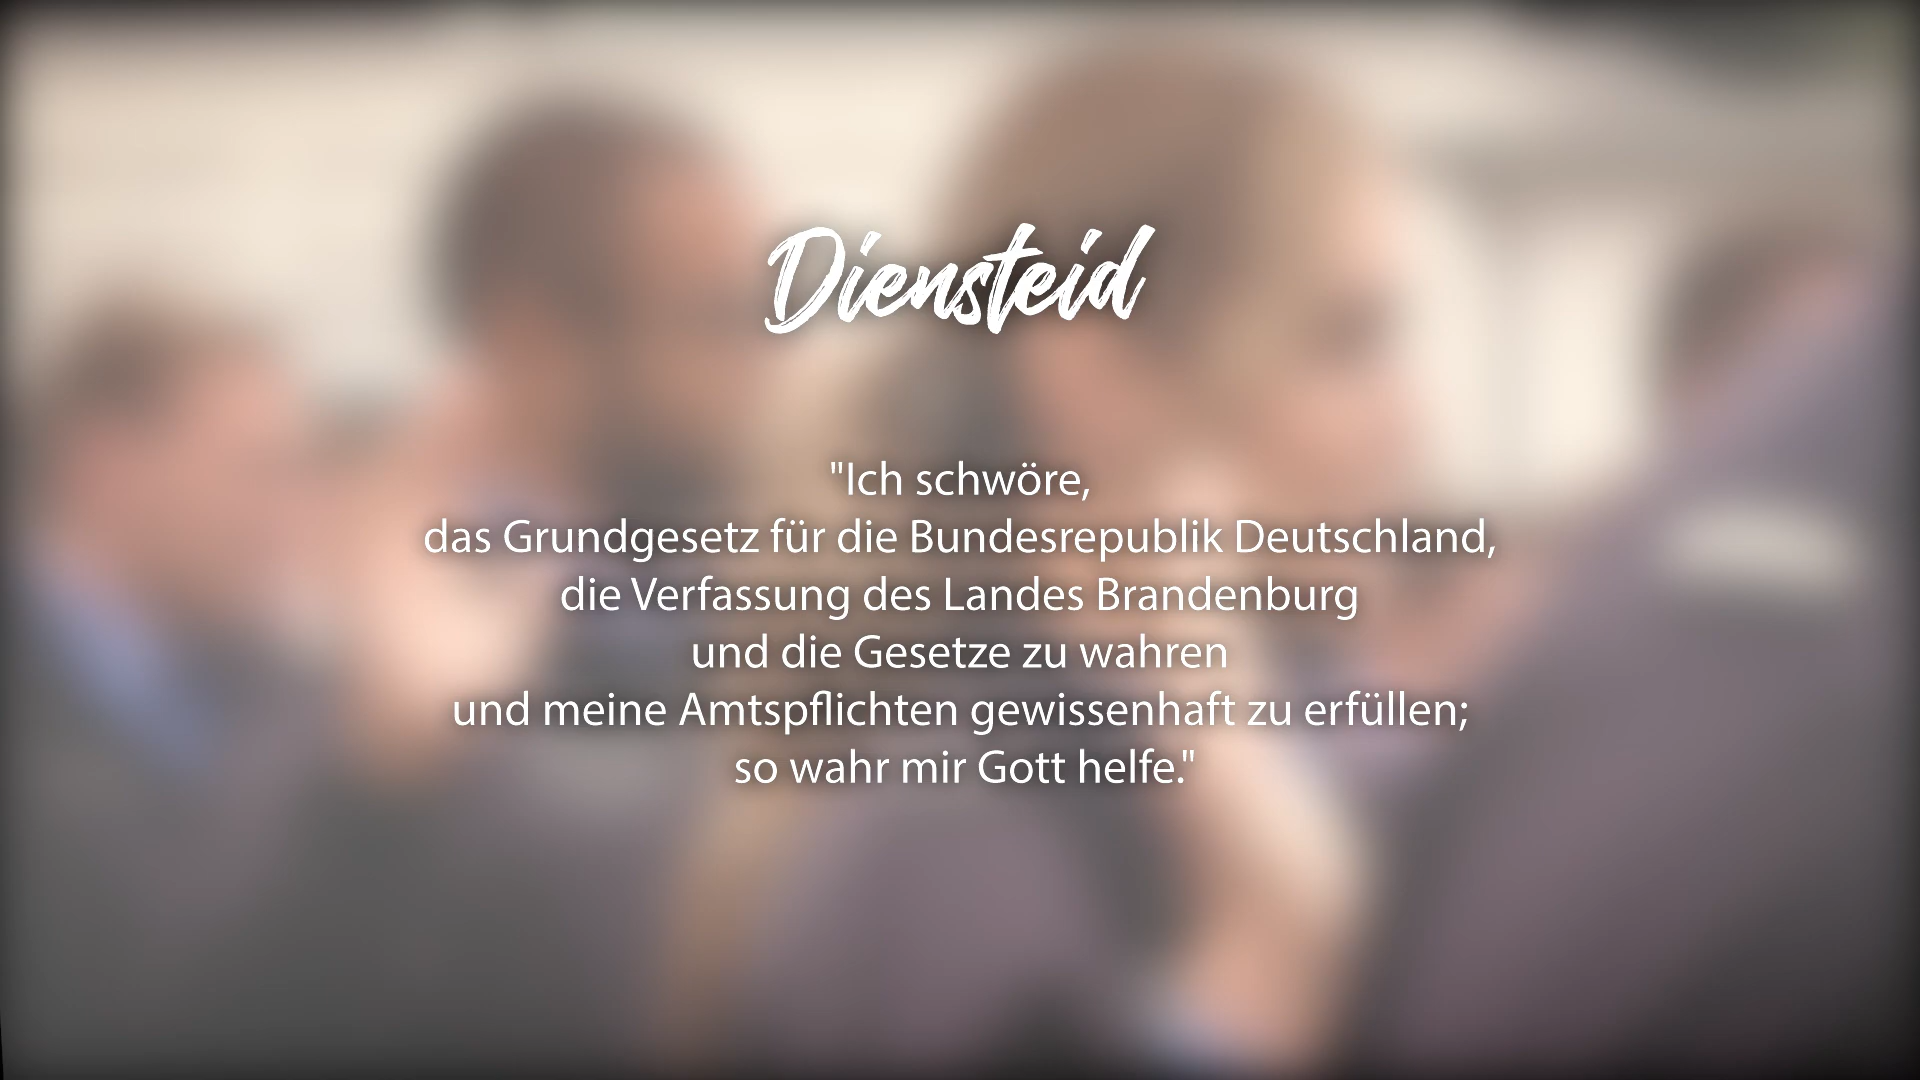 Diensteid
"Ich schwöre,
das Grundgesetz für die Bundesrepublik Deutschland,
die Verfassung des Landes Brandenburg
und die Gesetze zu wahren
und meine Amtspflichten gewissenhaft zu erfüllen;
so wahr mir Gott helfe."